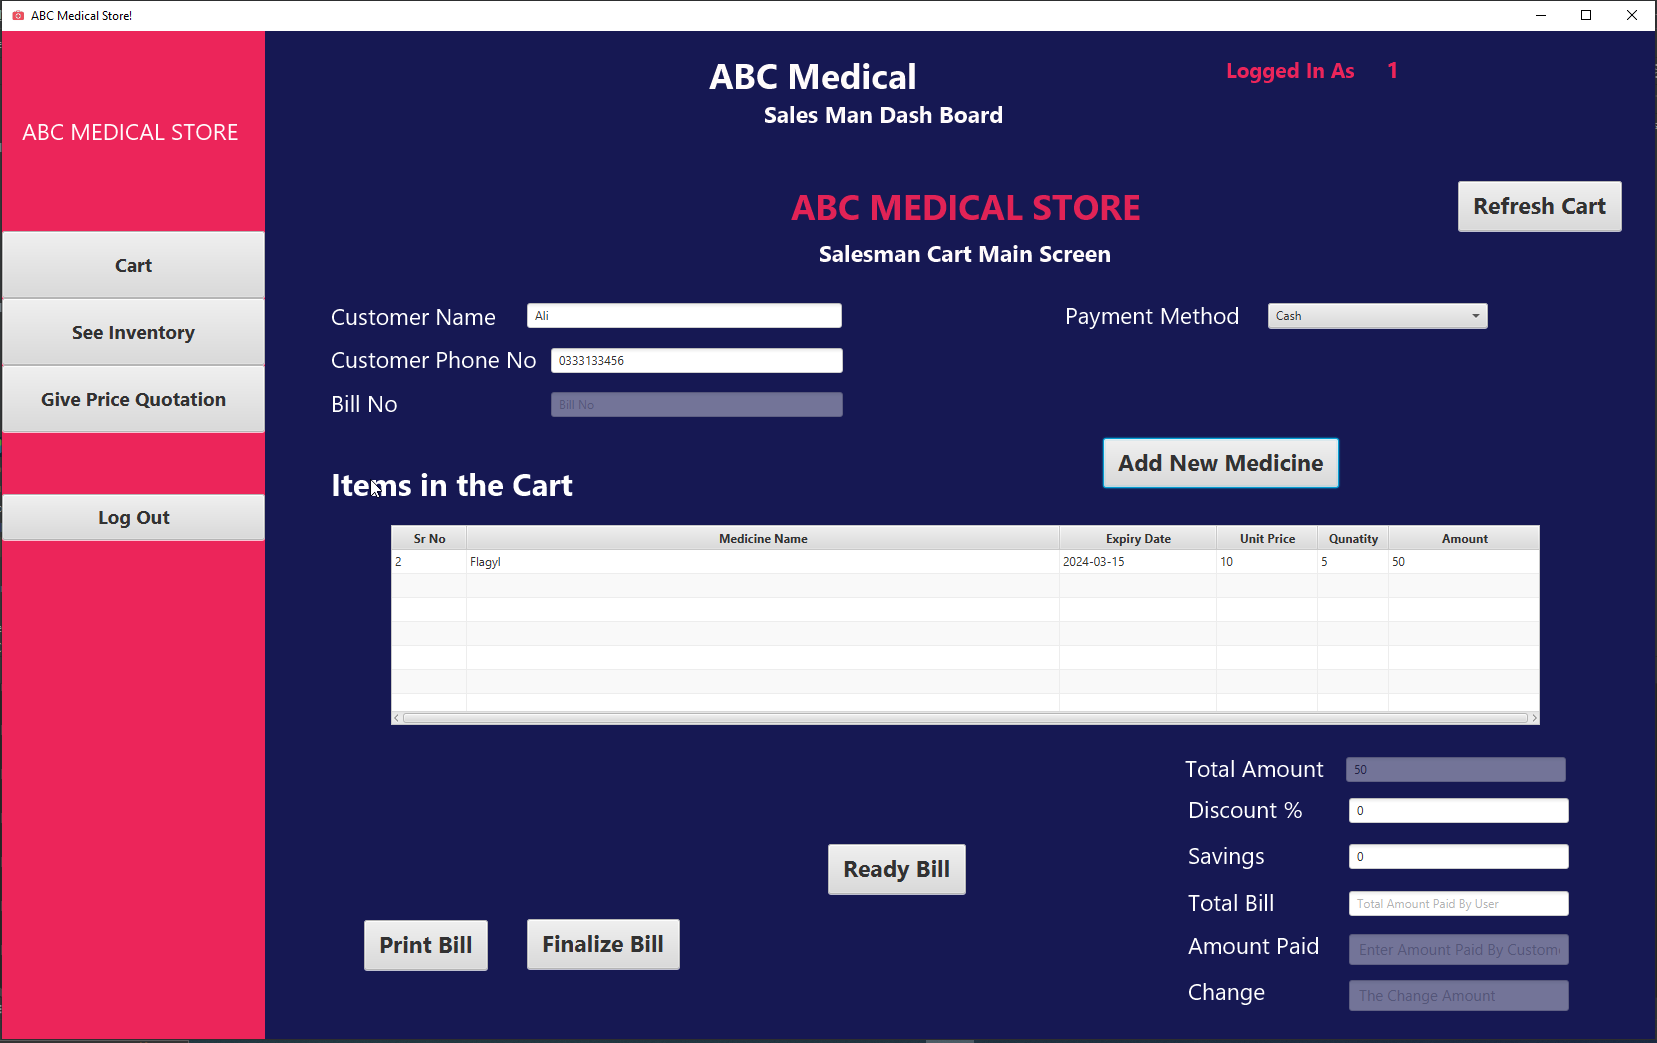 ABC Medical Store!
ABC MEDICAL STORE
Cart
See Inventory
Give Price Quotation
Log Out
ABC Medical
Sales Man Dash Board
Logged In As 1
ABC MEDICAL STORE
Salesman Cart Main Screen
Refresh Cart
Customer Name Ali
Payment Method Cash
Customer Phone No 0333133456
Bill No Bill No
Add New Medicine
Items in the Cart
Sr No Medicine Name Expiry Date Unit Price Qunatity Amount
2 Flagyl 2024-03-15 10 5 50
Total Amount 50
Discount % 0
Savings 0
Total Bill Total Amount Paid By User
Amount Paid Enter Amount Paid By Custome
Change The Change Amount
Ready Bill
Print Bill
Finalize Bill